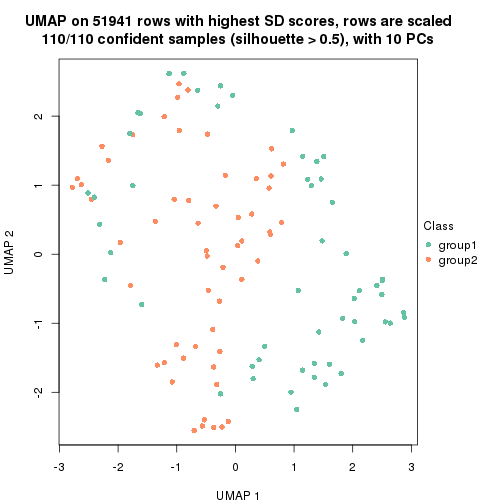 UMAP on 51941 rows with highest SD scores, rows are scaled
110/110 confident samples (silhouette > 0.5), with 10 PCs
2
1
0
-1
-2
UMAP 2
-3
-2
-1
0
1
2
3
UMAP 1
Class
group1
group2